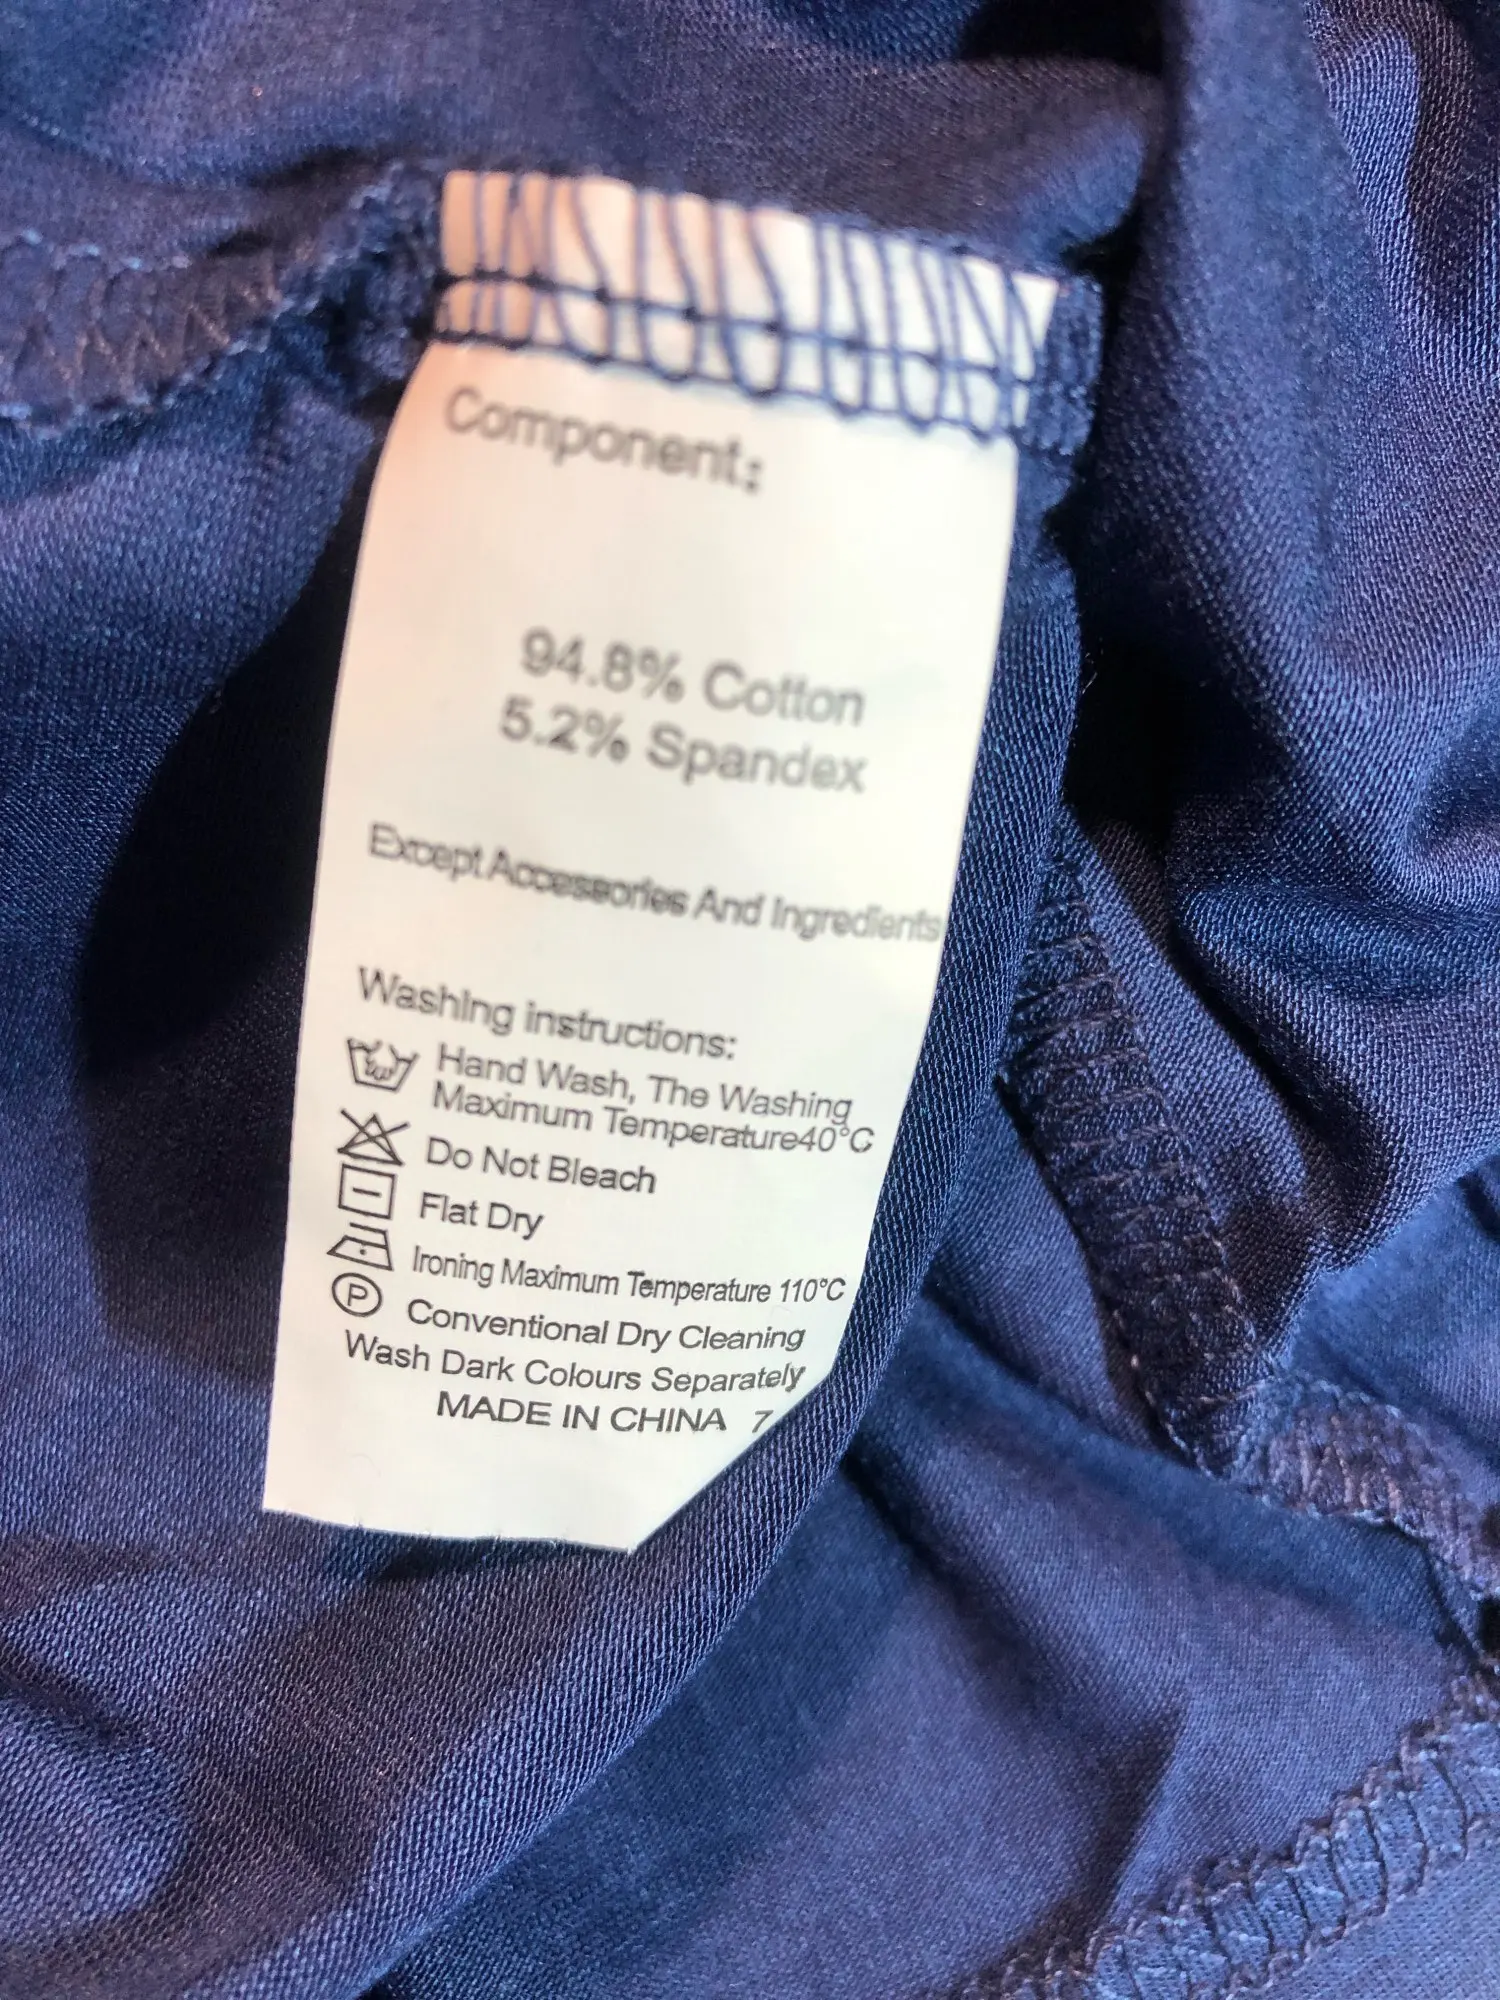 Component:
94.8% Cotton
5.2% Spandex
Except Accessories And Ingredients
Washing instructions:
Hand Wash, The Washing
Maximum Temperature40°C
Do Not Bleach
Flat Dry
Ironing Maximum Temperature 110°C
P Conventional Dry Cleaning
Wash Dark Colours Separately
MADE IN CHINA 7